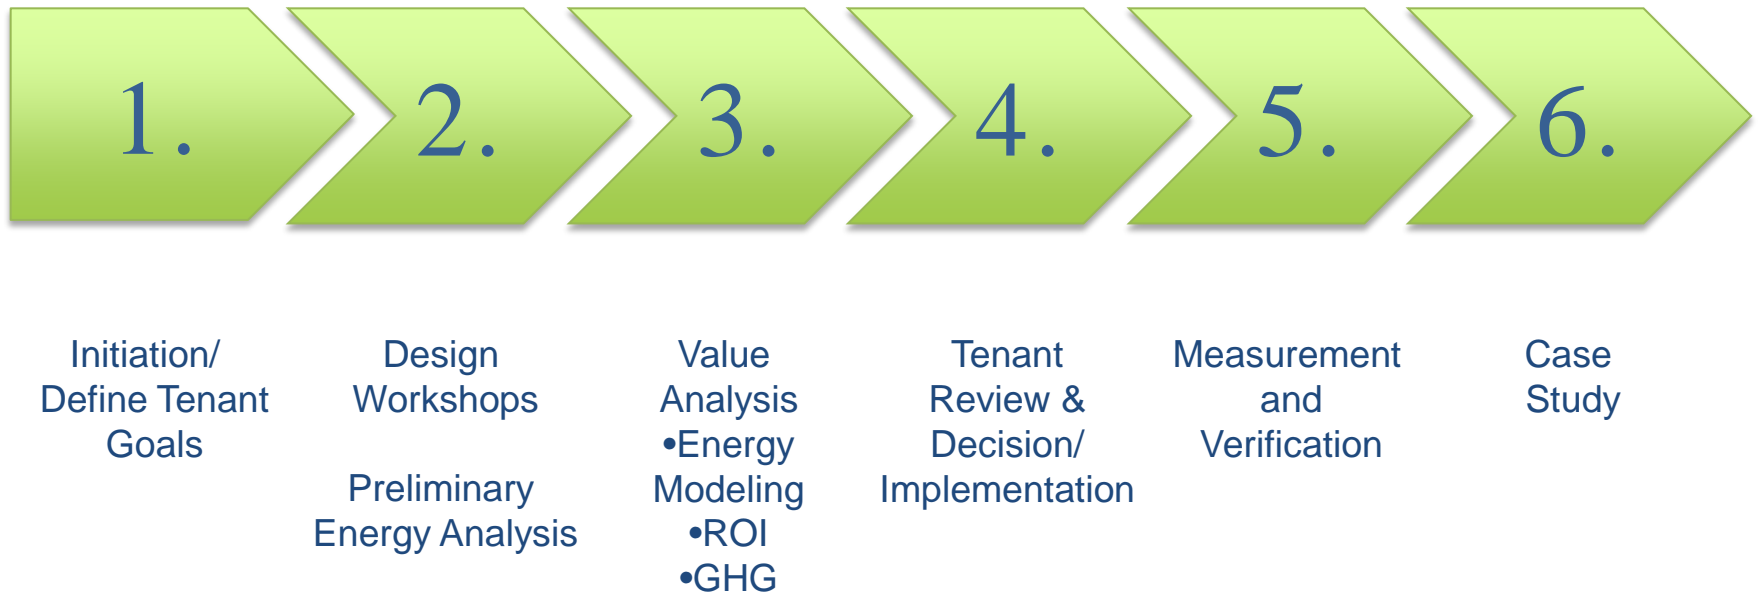 1.
2.
3.
4.
5.
6.
Initiation/
Define Tenant
Goals
Design
Workshops
Preliminary
Energy Analysis
Value
Analysis
•Energy
Modeling
•ROI
•GHG
Tenant
Review &
Decision/
Implementation
Measurement
and
Verification
Case
Study